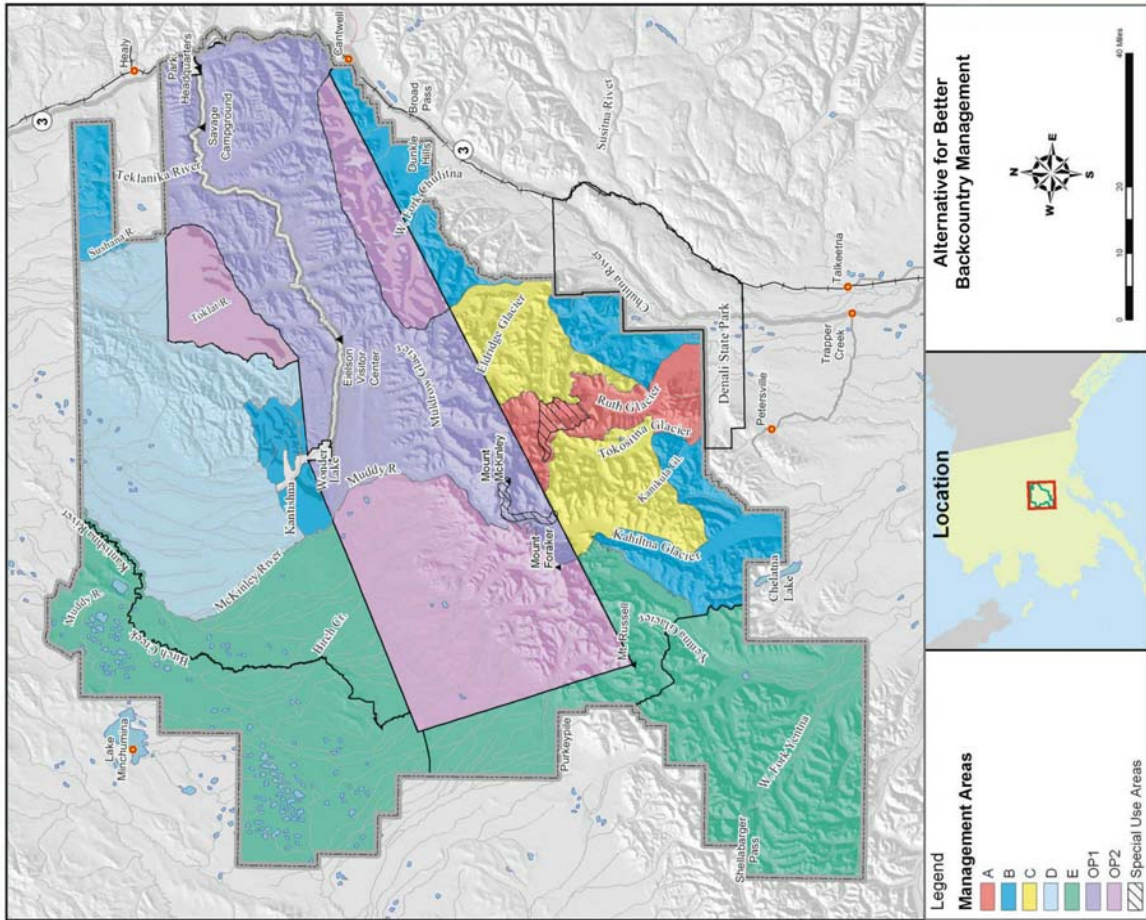 Healy
3
Park
Headquarters
Savage
Campground
Cantwell
Teklanika River
Sushana R.
Toklat R.
Broad
Pass
Dunkle
Hills
W. Fork Chulitna
3
Susitna River
Eielson
Visitor
Center
Muldrow Glacier
Eldridge Glacier
Chulitna River
Kantishna
Wonder
Lake
Muddy R.
Mount
McKinley
Ruth Glacier
Tokositna Glacier
Denali State Park
Talkeetna
Trapper
Creek
Petersville
Kantishna River
Muddy R.
McKinley River
Birch Creek
Birch Cr.
Mount
Foraker
Kanikula Gl.
Kahiltna Glacier
Chelatna
Lake
Mt. Russell
Yentna Glacier
Lake
Minchumina
Purkeypile
W. Fork Yentna
Shellabarger
Pass
Legend
Management Areas
A
B
C
D
E
OP1
OP2
Special Use Areas
Location
Alternative for Better
Backcountry Management
N
W
E
S
0
20
40 Miles